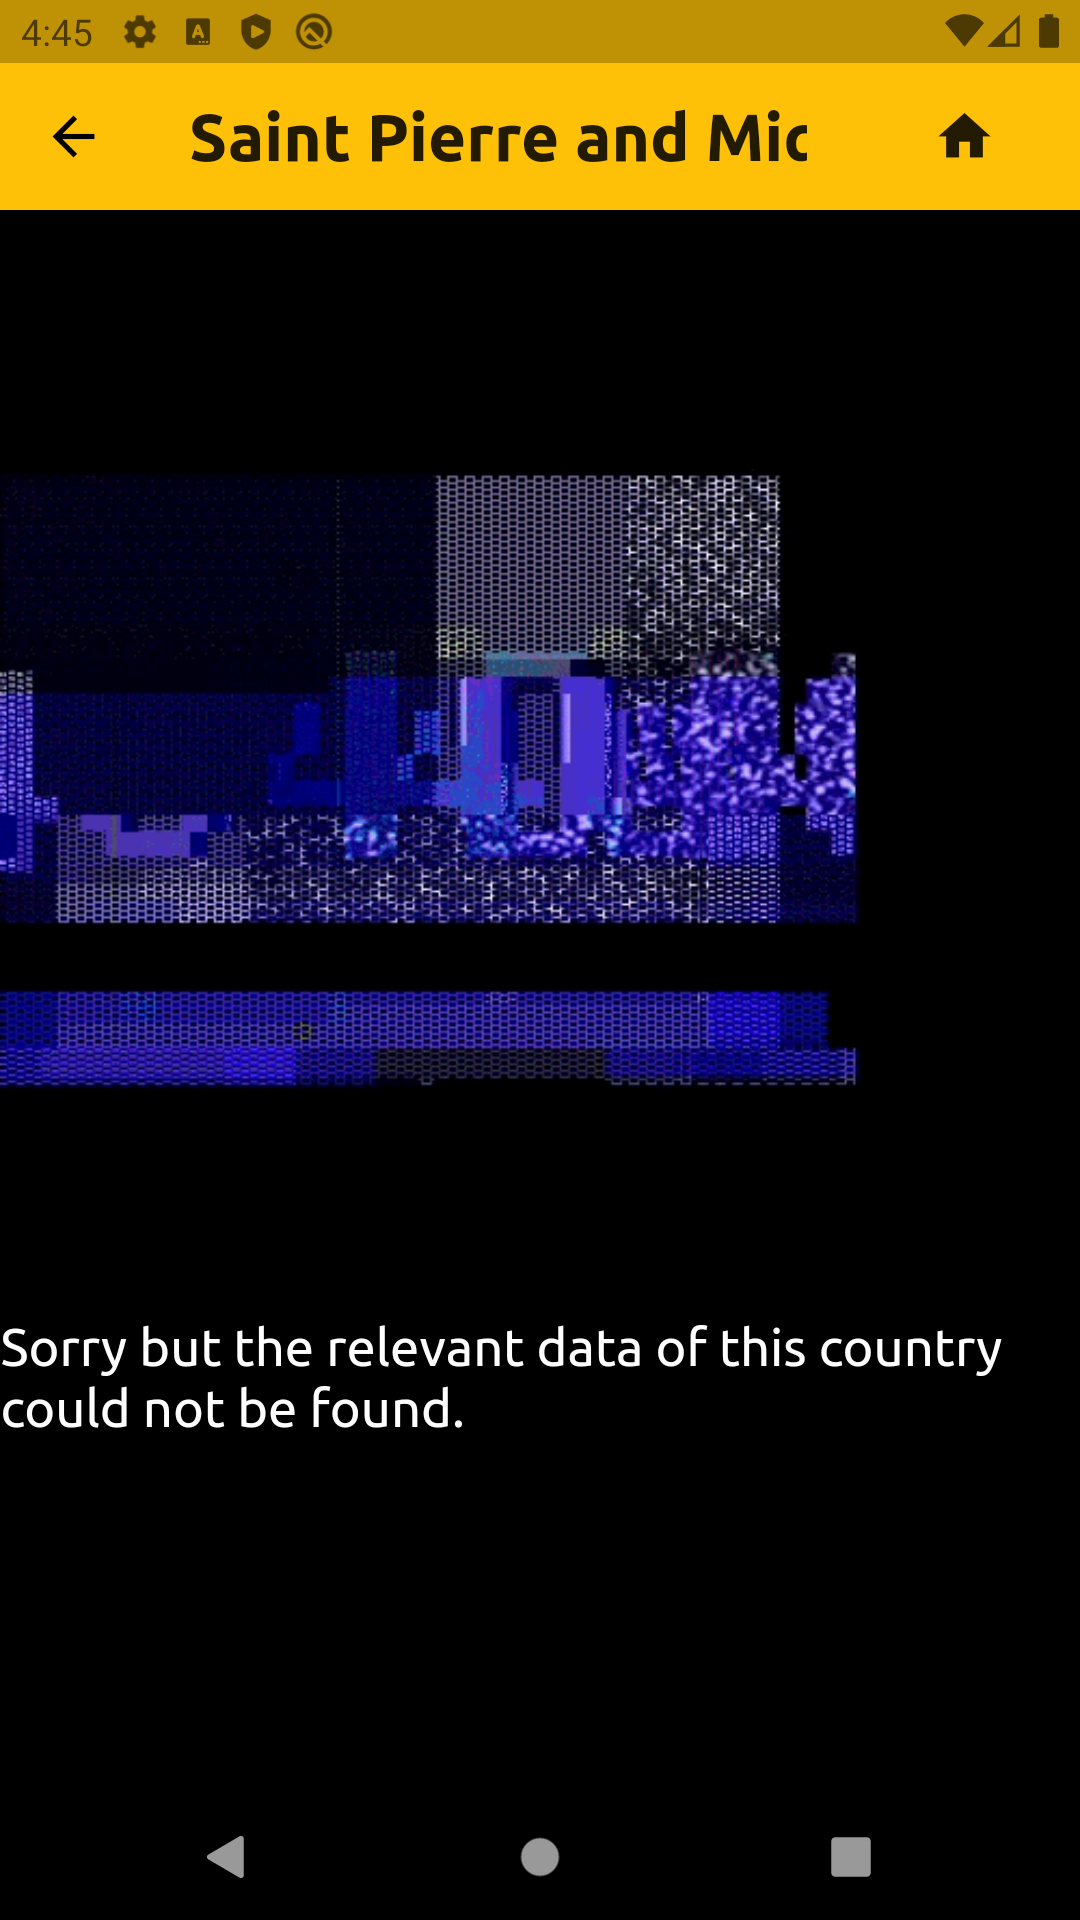 4:45
Saint Pierre and Mic
Sorry but the relevant data of this country
could not be found.